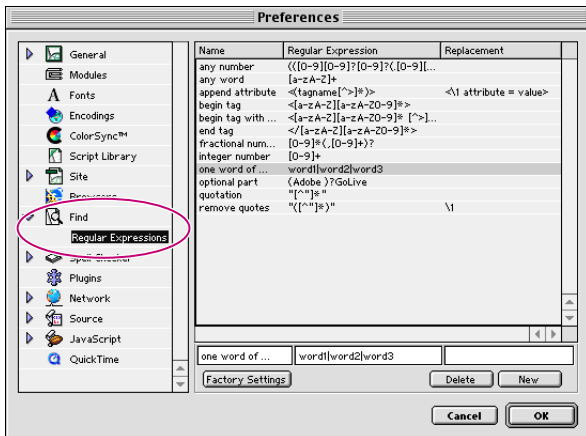 Preferences
General
Modules
Fonts
Encodings
ColorSync™
Script Library
Site
Browsers
Find
Regular Expressions
Spell Checker
Plugins
Network
Source
JavaScript
QuickTime
Name Regular Expression Replacement
any number (([0-9][0-9]?[0-9]?(.[0-9][...
any word [a-zA-Z]+
append attribute <(tagname[^>]*)> <\1 attribute = value>
begin tag <[a-zA-Z][a-zA-Z0-9]*>
begin tag with ... <[a-zA-Z][a-zA-Z0-9]* [^>]...
end tag </[a-zA-Z][a-zA-Z0-9]*>
fractional num... [0-9]*(,[0-9]+)?
integer number [0-9]+
one word of ... word1|word2|word3
optional part (Adobe )?GoLive
quotation "[^"]*"
remove quotes "([^"]*)" \1
one word of ... word1|word2|word3
Factory Settings Delete New
Cancel OK